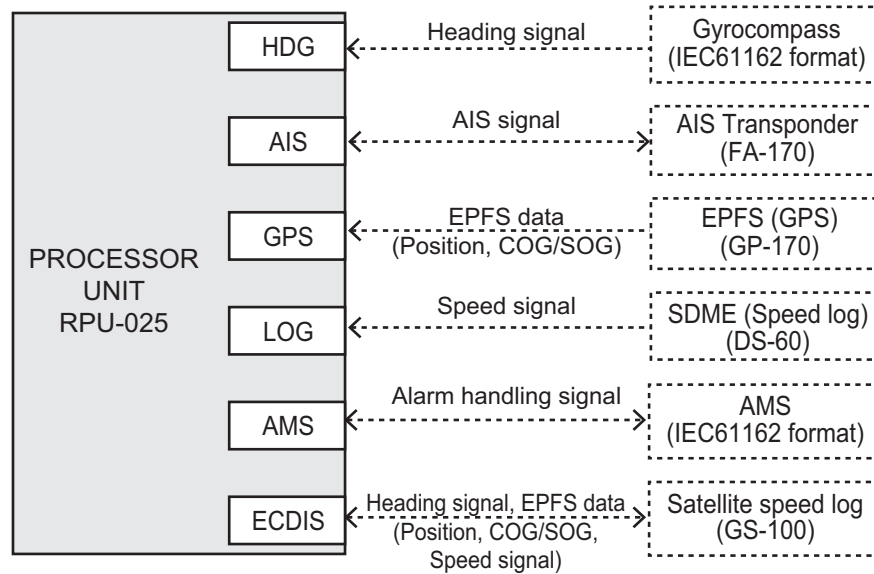 HDG
Heading signal
Gyrocompass
(IEC61162 format)
AIS
AIS signal
AIS Transponder
(FA-170)
GPS
EPFS data
(Position, COG/SOG)
EPFS (GPS)
(GP-170)
PROCESSOR
UNIT
RPU-025
LOG
Speed signal
SDME (Speed log)
(DS-60)
AMS
Alarm handling signal
AMS
(IEC61162 format)
ECDIS
Heading signal, EPFS data
(Position, COG/SOG,
Speed signal)
Satellite speed log
(GS-100)